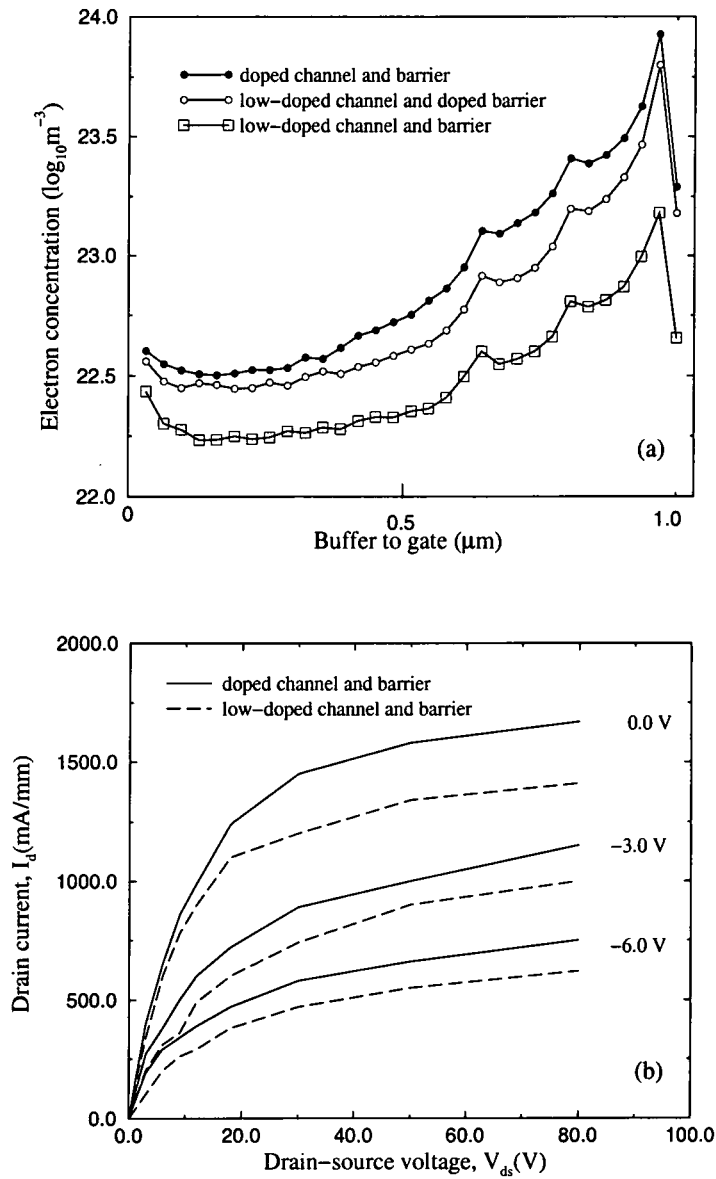 24.0
doped channel and barrier
low–doped channel and doped barrier
low–doped channel and barrier
23.5
23.0
22.5
22.0
Electron concentration (log₁₀m⁻³)
(a)
0
0.5
1.0
Buffer to gate (μm)
2000.0
doped channel and barrier
low–doped channel and barrier
0.0 V
1500.0
–3.0 V
1000.0
–6.0 V
500.0
0.0
Drain current, I_d(mA/mm)
(b)
0.0
20.0
40.0
60.0
80.0
100.0
Drain–source voltage, V_ds(V)